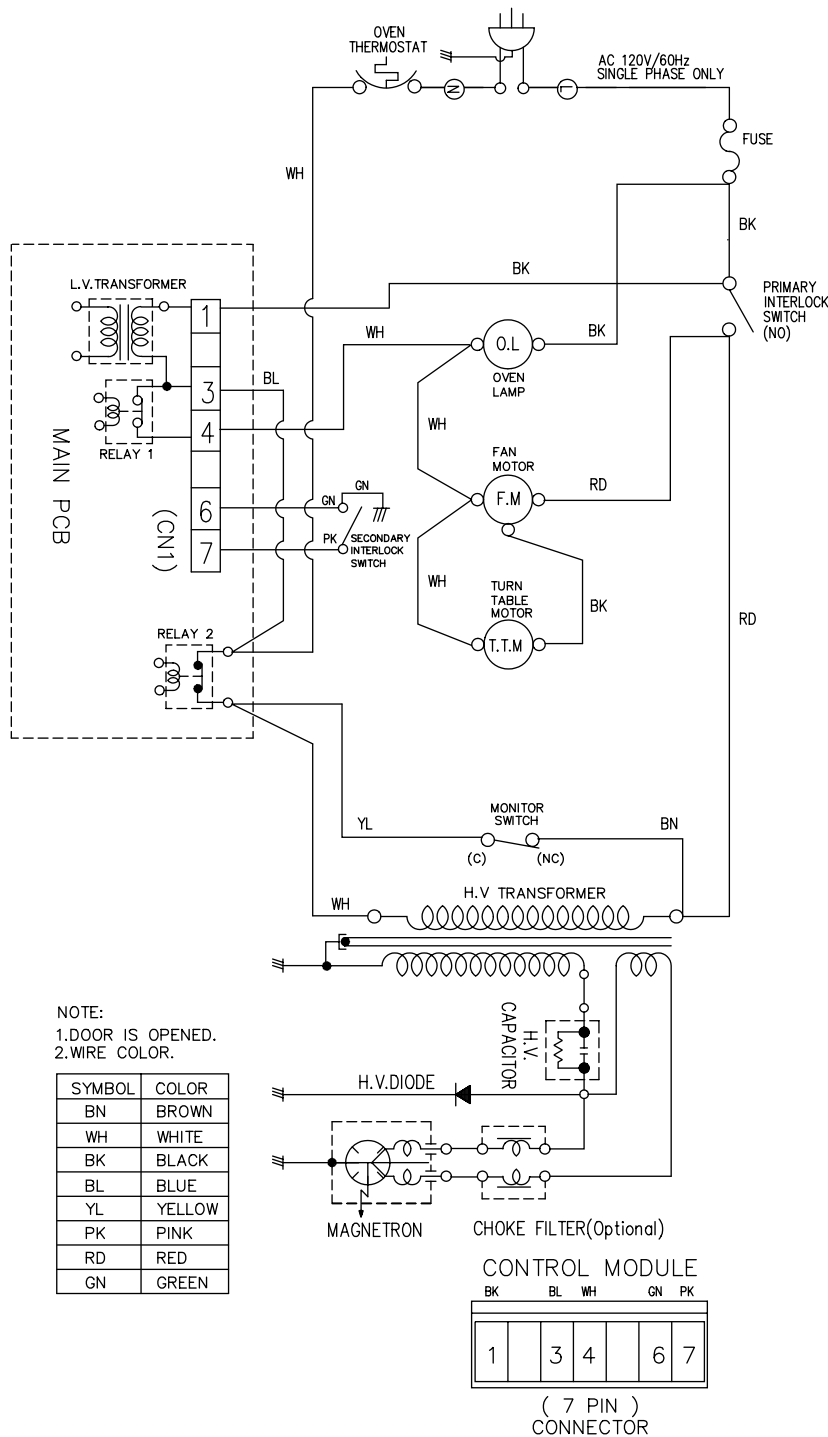 OVEN
THERMOSTAT
N
L
AC 120V/60Hz
SINGLE PHASE ONLY
FUSE
WH
BK
L.V.TRANSFORMER
BK
PRIMARY
INTERLOCK
SWITCH
(NO)
1
WH
O.L
BK
OVEN
LAMP
3
BL
4
RELAY 1
WH
MAIN PCB
(CN1)
FAN
MOTOR
F.M
RD
6
GN
GN
7
PK
SECONDARY
INTERLOCK
SWITCH
WH
TURN
TABLE
MOTOR
T.T.M
BK
RD
RELAY 2
MONITOR
SWITCH
YL
BN
(C)
(NC)
H.V TRANSFORMER
WH
H.V.
CAPACITOR
H.V.DIODE
MAGNETRON
CHOKE FILTER(Optional)
NOTE:
1.DOOR IS OPENED.
2.WIRE COLOR.
SYMBOL COLOR
BN BROWN
WH WHITE
BK BLACK
BL BLUE
YL YELLOW
PK PINK
RD RED
GN GREEN
CONTROL MODULE
BK BL WH GN PK
1 3 4 6 7
( 7 PIN )
CONNECTOR